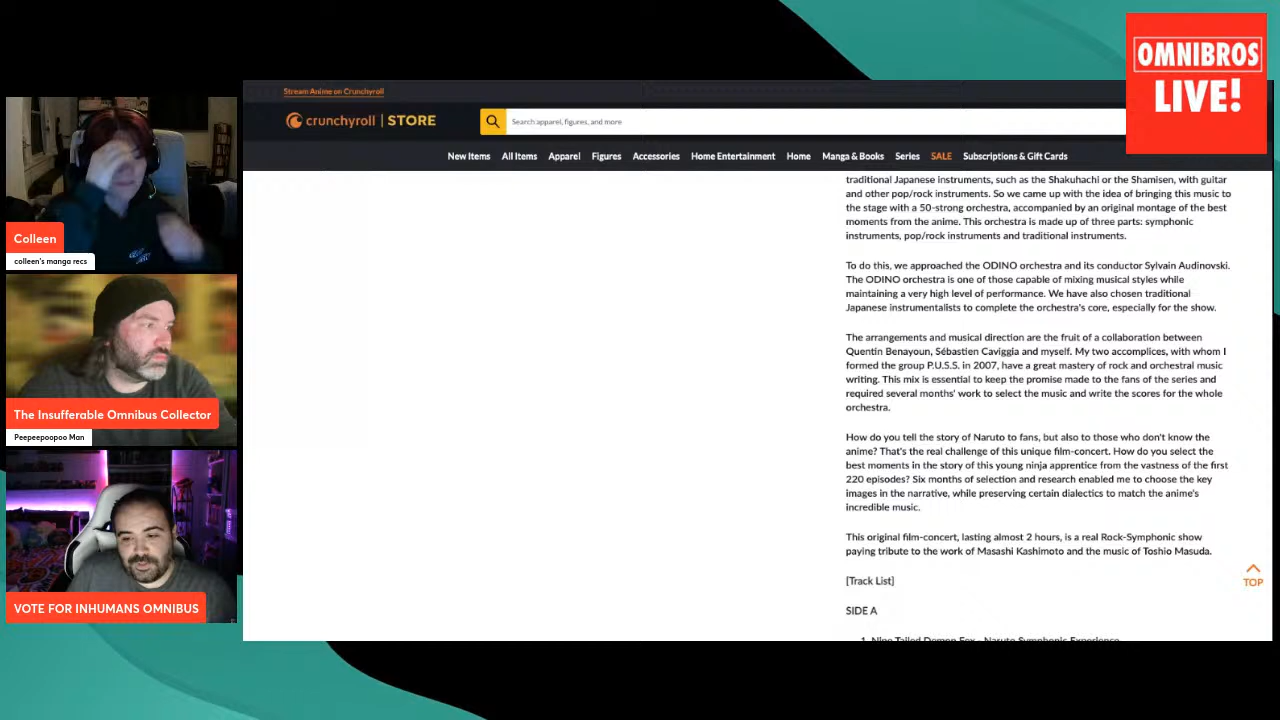 OMNIBROS
LIVE!
Stream Anime on Crunchyroll
crunchyroll | STORE
Search apparel, figures, and more
New Items All Items Apparel Figures Accessories Home Entertainment Home Manga & Books Series SALE Subscriptions & Gift Cards
traditional Japanese instruments, such as the Shakuhachi or the Shamisen, with guitar
and other pop/rock instruments. So we came up with the idea of bringing this music to
the stage with a 50-strong orchestra, accompanied by an original montage of the best
moments from the anime. This orchestra is made up of three parts: symphonic
instruments, pop/rock instruments and traditional instruments.
To do this, we approached the ODINO orchestra and its conductor Sylvain Audinovski.
The ODINO orchestra is one of those capable of mixing musical styles while
maintaining a very high level of performance. We have also chosen traditional
Japanese instrumentalists to complete the orchestra's core, especially for the show.
The arrangements and musical direction are the fruit of a collaboration between
Quentin Benayoun, Sébastien Caviggia and myself. My two accomplices, with whom I
formed the group P.U.S.S. in 2007, have a great mastery of rock and orchestral music
writing. This mix is essential to keep the promise made to the fans of the series and
required several months' work to select the music and write the scores for the whole
orchestra.
How do you tell the story of Naruto to fans, but also to those who don't know the
anime? That's the real challenge of this unique film-concert. How do you select the
best moments in the story of this young ninja apprentice from the vastness of the first
220 episodes? Six months of selection and research enabled me to choose the key
images in the narrative, while preserving certain dialectics to match the anime's
incredible music.
This original film-concert, lasting almost 2 hours, is a real Rock-Symphonic show
paying tribute to the work of Masashi Kashimoto and the music of Toshio Masuda.
[Track List]
SIDE A
1. Nine Tailed Demon Fox - Naruto Symphonic Experience
TOP
Colleen
colleen's manga recs
The Insufferable Omnibus Collector
Peepeepoopoo Man
VOTE FOR INHUMANS OMNIBUS